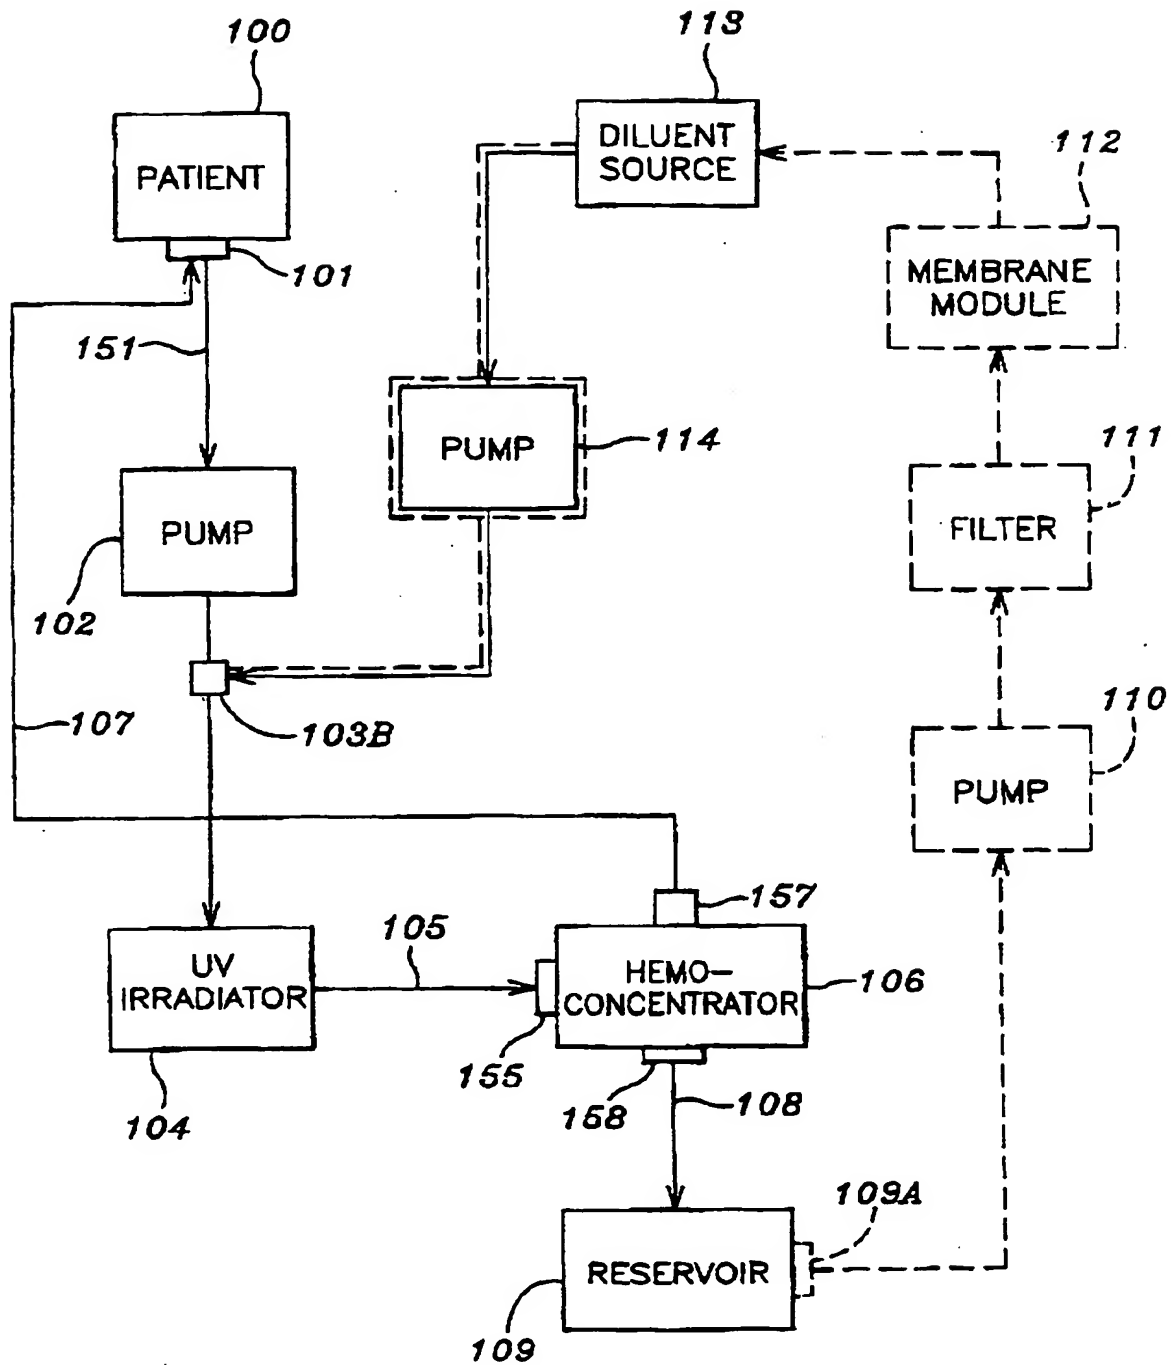 100
PATIENT
101
151
PUMP
102
103B
107
UV
IRRADIATOR
104
105
113
DILUENT
SOURCE
112
MEMBRANE
MODULE
PUMP
114
111
FILTER
110
PUMP
157
HEMO-
CONCENTRATOR
106
155
158
108
109A
RESERVOIR
109